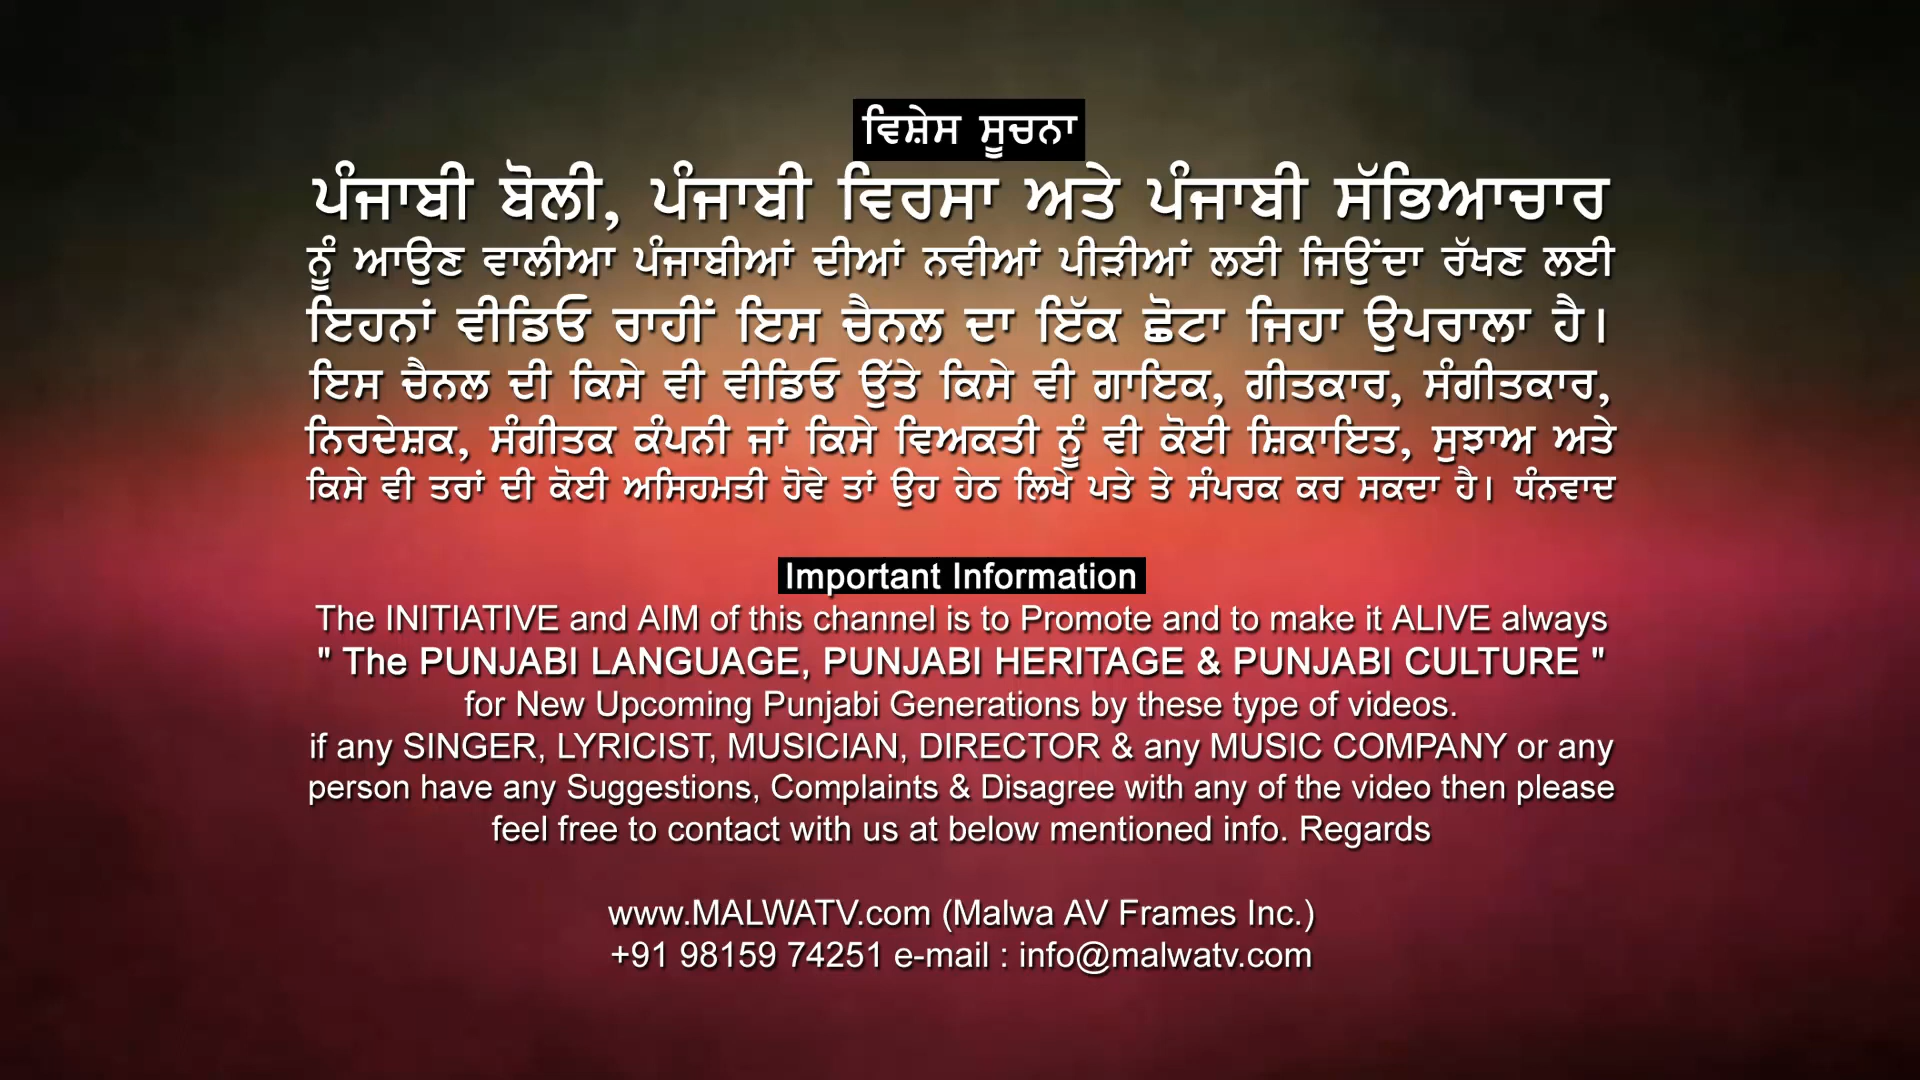 ਵਿਸ਼ੇਸ ਸੂਚਨਾ
ਪੰਜਾਬੀ ਬੋਲੀ, ਪੰਜਾਬੀ ਵਿਰਸਾ ਅਤੇ ਪੰਜਾਬੀ ਸੱਭਿਆਚਾਰ
ਨੂੰ ਆਉਣ ਵਾਲੀਆ ਪੰਜਾਬੀਆਂ ਦੀਆਂ ਨਵੀਆਂ ਪੀੜੀਆਂ ਲਈ ਜਿਉਂਦਾ ਰੱਖਣ ਲਈ
ਇਹਨਾਂ ਵੀਡਿਓ ਰਾਹੀਂ ਇਸ ਚੈਨਲ ਦਾ ਇੱਕ ਛੋਟਾ ਜਿਹਾ ਉਪਰਾਲਾ ਹੈ।
ਇਸ ਚੈਨਲ ਦੀ ਕਿਸੇ ਵੀ ਵੀਡਿਓ ਉੱਤੇ ਕਿਸੇ ਵੀ ਗਾਇਕ, ਗੀਤਕਾਰ, ਸੰਗੀਤਕਾਰ,
ਨਿਰਦੇਸ਼ਕ, ਸੰਗੀਤਕ ਕੰਪਨੀ ਜਾਂ ਕਿਸੇ ਵਿਅਕਤੀ ਨੂੰ ਵੀ ਕੋਈ ਸ਼ਿਕਾਇਤ, ਸੁਝਾਅ ਅਤੇ
ਕਿਸੇ ਵੀ ਤਰਾਂ ਦੀ ਕੋਈ ਅਸਿਹਮਤੀ ਹੋਵੇ ਤਾਂ ਉਹ ਹੇਠ ਲਿਖੇ ਪਤੇ ਤੇ ਸੰਪਰਕ ਕਰ ਸਕਦਾ ਹੈ। ਧੰਨਵਾਦ
Important Information
The INITIATIVE and AIM of this channel is to Promote and to make it ALIVE always
" The PUNJABI LANGUAGE, PUNJABI HERITAGE & PUNJABI CULTURE "
for New Upcoming Punjabi Generations by these type of videos.
if any SINGER, LYRICIST, MUSICIAN, DIRECTOR & any MUSIC COMPANY or any
person have any Suggestions, Complaints & Disagree with any of the video then please
feel free to contact with us at below mentioned info. Regards
www.MALWATV.com (Malwa AV Frames Inc.)
+91 98159 74251 e-mail : info@malwatv.com